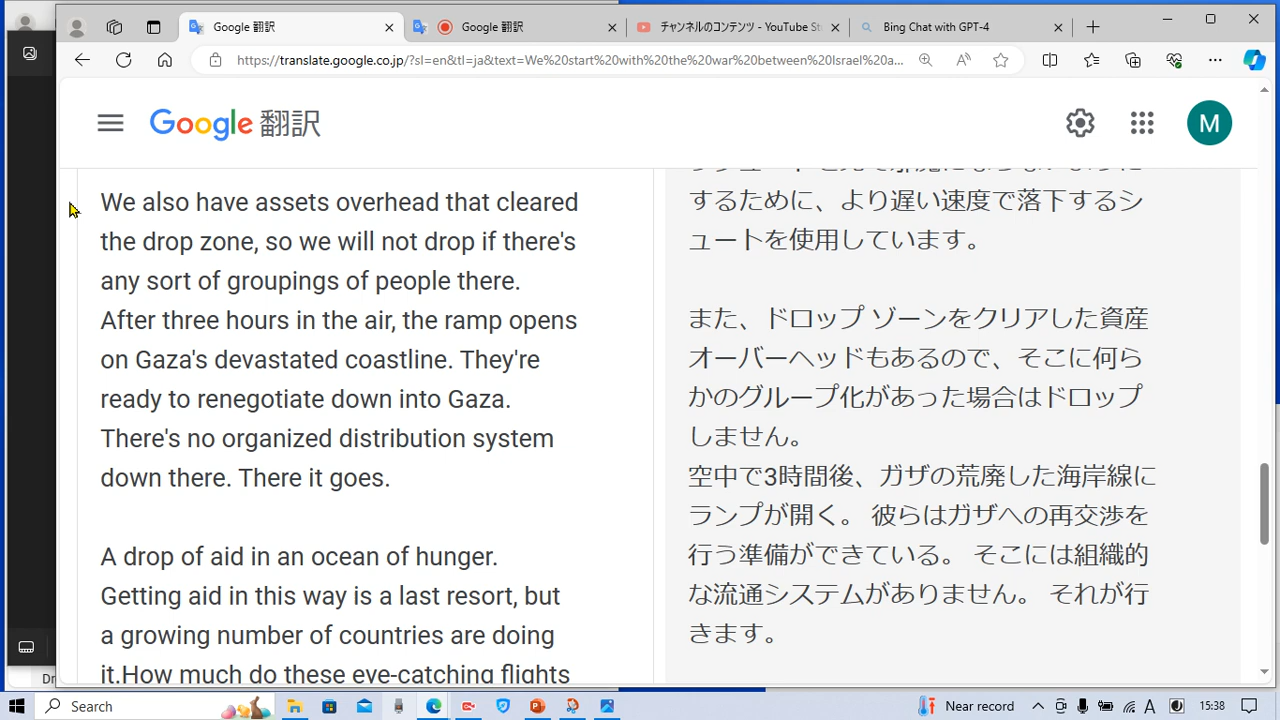 Google 翻訳
Google 翻訳
チャンネルのコンテンツ - YouTube St
Bing Chat with GPT-4
https://translate.google.co.jp/?sl=en&tl=ja&text=We%20start%20with%20the%20war%20between%20Israel%20a...
Google 翻訳
M
We also have assets overhead that cleared
the drop zone, so we will not drop if there's
any sort of groupings of people there.
After three hours in the air, the ramp opens
on Gaza's devastated coastline. They're
ready to renegotiate down into Gaza.
There's no organized distribution system
down there. There it goes.
A drop of aid in an ocean of hunger.
Getting aid in this way is a last resort, but
a growing number of countries are doing
it.How much do these eye-catching flights
するために、より遅い速度で落下するシ
ュートを使用しています。
また、ドロップ ゾーンをクリアした資産
オーバーヘッドもあるので、そこに何ら
かのグループ化があった場合はドロップ
しません。
空中で3時間後、ガザの荒廃した海岸線に
ランプが開く。 彼らはガザへの再交渉を
行う準備ができている。 そこには組織的
な流通システムがありません。 それが行
きます。
Dr
Search
Near record
A
15:38